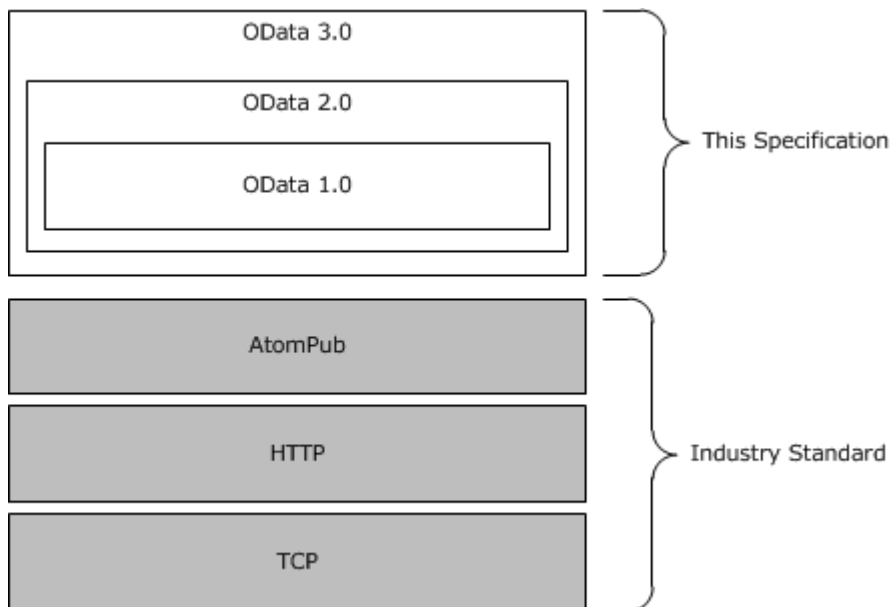 OData 3.0
OData 2.0
OData 1.0
This Specification
AtomPub
HTTP
Industry Standard
TCP